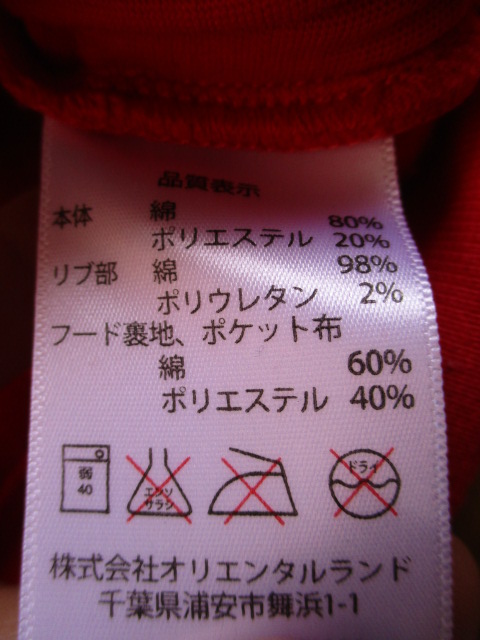 品質表示
本体 綿 80%
ポリエステル 20%
リブ部 綿 98%
ポリウレタン 2%
フード裏地、ポケット布
綿 60%
ポリエステル 40%
弱
40
エンソ
サラシ
ドライ
株式会社オリエンタルランド
千葉県浦安市舞浜1-1